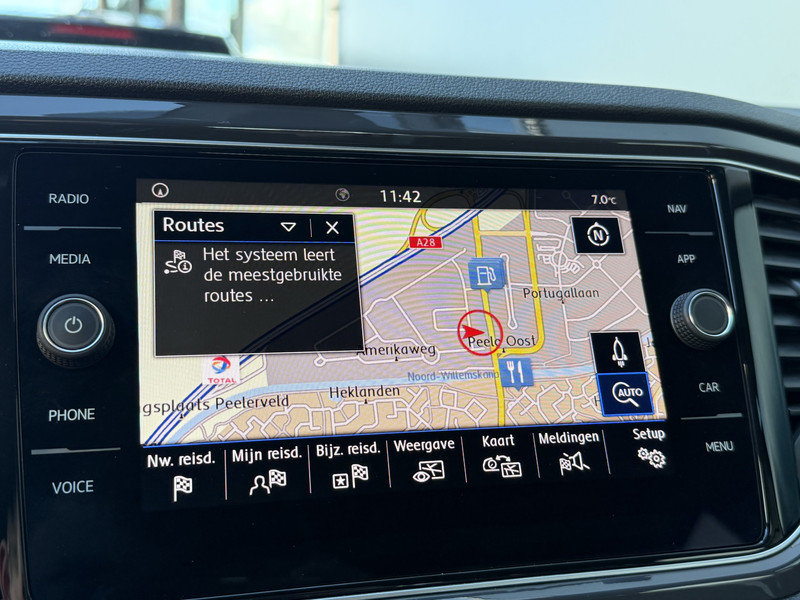 RADIO
MEDIA
PHONE
VOICE
11:42
7.0°C
Routes
Het systeem leert
de meestgebruikte
routes ...
A28
N
Portugallaan
Peelo Oost
Amerikaweg
TOTAL
Noord-Willemskana
Heklanden
gsplaats Peelerveld
H
AUTO
Nw. reisd.
Mijn reisd.
Bijz. reisd.
Weergave
Kaart
Meldingen
Setup
NAV
APP
CAR
MENU